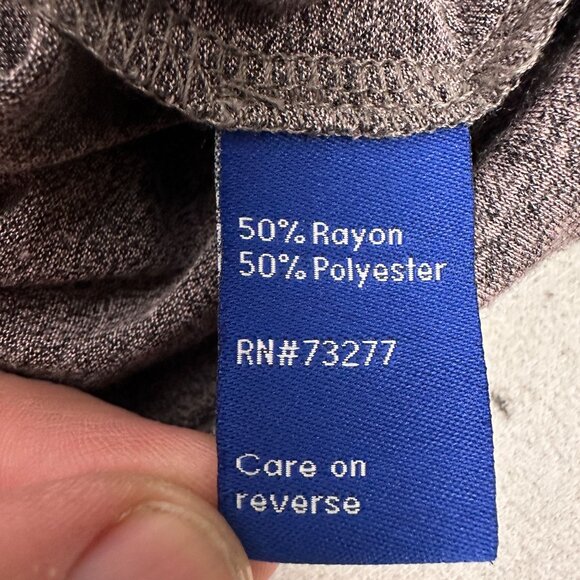 50% Rayon
50% Polyester
RN#73277
Care on
reverse